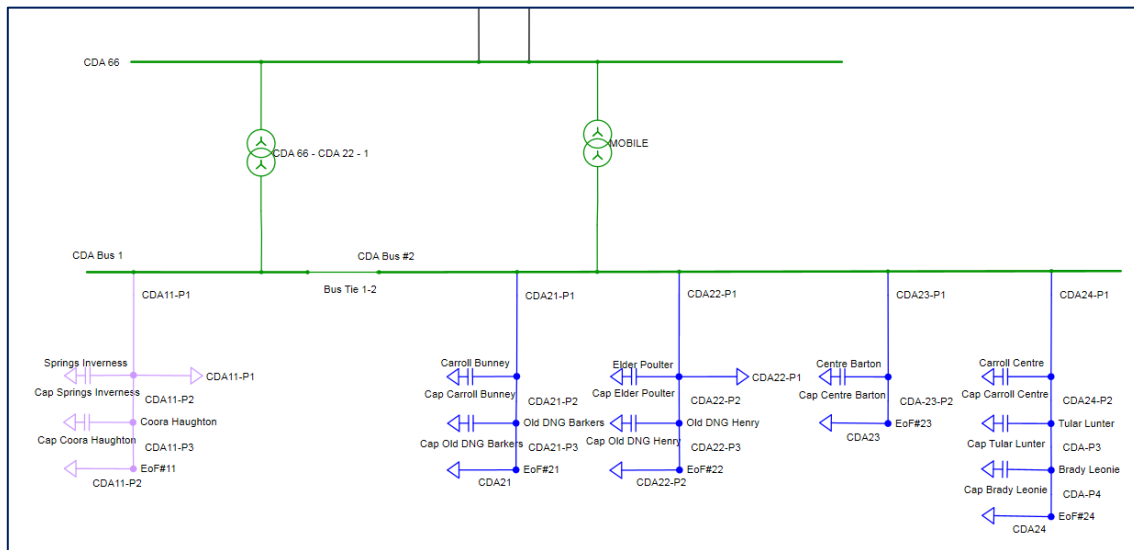 CDA 66
CDA 66 - CDA 22 - 1
MOBILE
CDA Bus 1
CDA Bus #2
Bus Tie 1-2
CDA11-P1
CDA21-P1
CDA22-P1
CDA23-P1
CDA24-P1
Springs Inverness
CDA11-P1
Cap Springs Inverness
CDA11-P2
Coora Haughton
Cap Coora Haughton
CDA11-P3
EoF#11
CDA11-P2
Carroll Bunney
Cap Carroll Bunney
CDA21-P2
Old DNG Barkers
Cap Old DNG Barkers
CDA21-P3
EoF#21
CDA21
Elder Poulter
CDA22-P1
Cap Elder Poulter
CDA22-P2
Old DNG Henry
Cap Old DNG Henry
CDA22-P3
EoF#22
CDA22-P2
Centre Barton
Cap Centre Barton
CDA-23-P2
EoF#23
CDA23
Carroll Centre
Cap Carroll Centre
CDA24-P2
Tular Lunter
Cap Tular Lunter
CDA-P3
Brady Leonie
Cap Brady Leonie
CDA-P4
EoF#24
CDA24